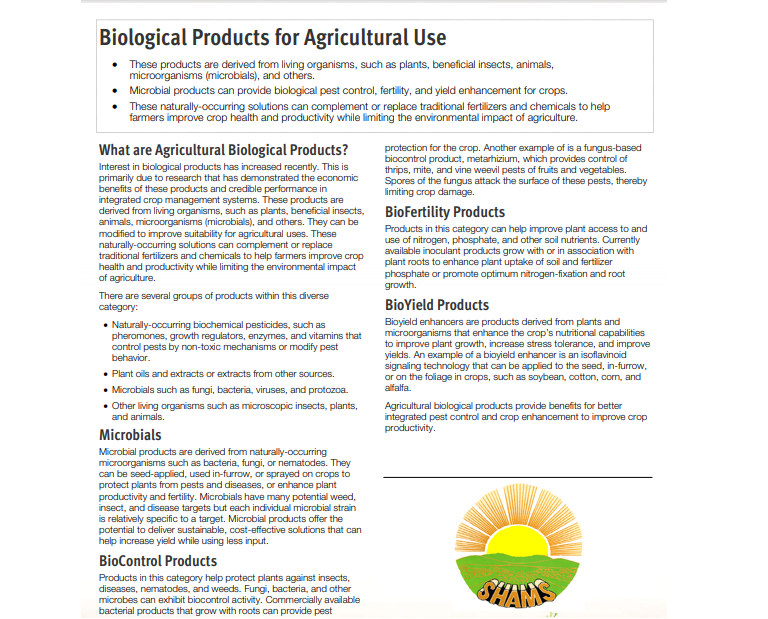 Biological Products for Agricultural Use
• These products are derived from living organisms, such as plants, beneficial insects, animals,
microorganisms (microbials), and others.
• Microbial products can provide biological pest control, fertility, and yield enhancement for crops.
• These naturally-occurring solutions can complement or replace traditional fertilizers and chemicals to help
farmers improve crop health and productivity while limiting the environmental impact of agriculture.
What are Agricultural Biological Products?
Interest in biological products has increased recently. This is
primarily due to research that has demonstrated the economic
benefits of these products and credible performance in
integrated crop management systems. These products are
derived from living organisms, such as plants, beneficial insects,
animals, microorganisms (microbials), and others. They can be
modified to improve suitability for agricultural uses. These
naturally-occurring solutions can complement or replace
traditional fertilizers and chemicals to help farmers improve crop
health and productivity while limiting the environmental impact
of agriculture.
There are several groups of products within this diverse
category:
• Naturally-occurring biochemical pesticides, such as
pheromones, growth regulators, enzymes, and vitamins that
control pests by non-toxic mechanisms or modify pest
behavior.
• Plant oils and extracts or extracts from other sources.
• Microbials such as fungi, bacteria, viruses, and protozoa.
• Other living organisms such as microscopic insects, plants,
and animals.
Microbials
Microbial products are derived from naturally-occurring
microorganisms such as bacteria, fungi, or nematodes. They
can be seed-applied, used in-furrow, or sprayed on crops to
protect plants from pests and diseases, or enhance plant
productivity and fertility. Microbials have many potential weed,
insect, and disease targets but each individual microbial strain
is relatively specific to a target. Microbial products offer the
potential to deliver sustainable, cost-effective solutions that can
help increase yield while using less input.
BioControl Products
Products in this category help protect plants against insects,
diseases, nematodes, and weeds. Fungi, bacteria, and other
microbes can exhibit biocontrol activity. Commercially available
bacterial products that grow with roots can provide pest
protection for the crop. Another example of is a fungus-based
biocontrol product, metarhizium, which provides control of
thrips, mite, and vine weevil pests of fruits and vegetables.
Spores of the fungus attack the surface of these pests, thereby
limiting crop damage.
BioFertility Products
Products in this category can help improve plant access to and
use of nitrogen, phosphate, and other soil nutrients. Currently
available inoculant products grow with or in association with
plant roots to enhance plant uptake of soil and fertilizer
phosphate or promote optimum nitrogen-fixation and root
growth.
BioYield Products
Bioyield enhancers are products derived from plants and
microorganisms that enhance the crop's nutritional capabilities
to improve plant growth, increase stress tolerance, and improve
yields. An example of a bioyield enhancer is an isoflavinoid
signaling technology that can be applied to the seed, in-furrow,
or on the foliage in crops, such as soybean, cotton, corn, and
alfalfa.
Agricultural biological products provide benefits for better
integrated pest control and crop enhancement to improve crop
productivity.
SHAMS